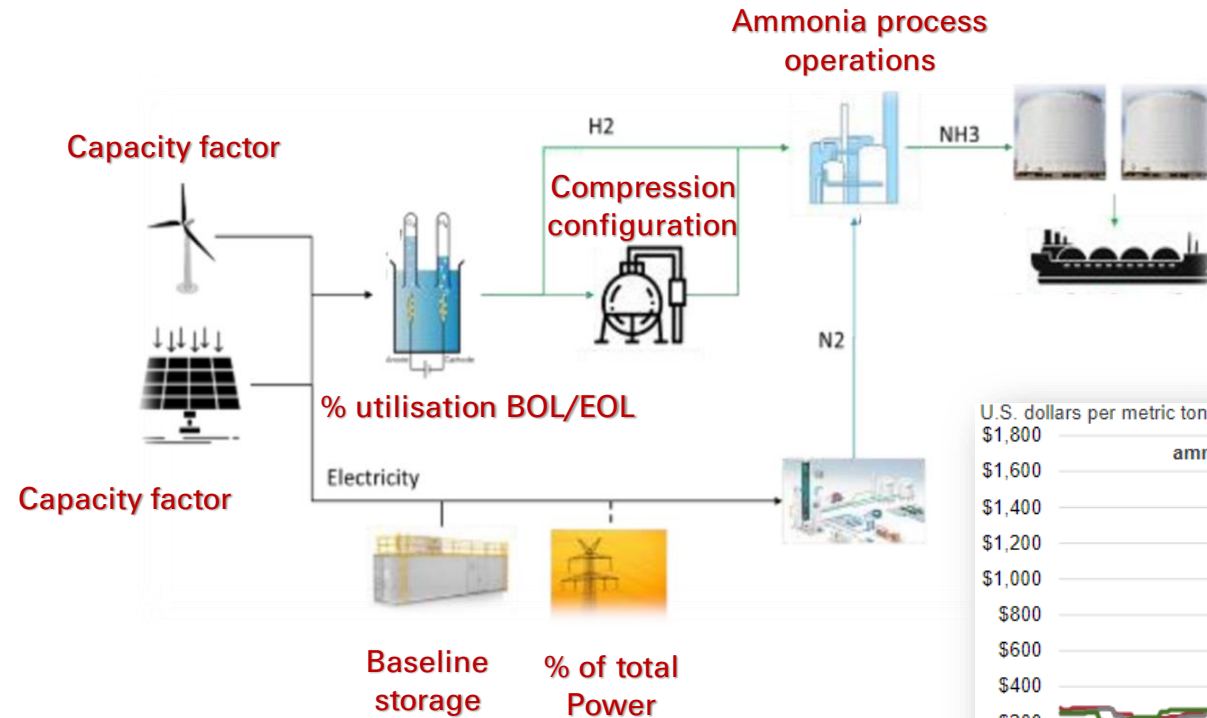 Ammonia process
operations
H2
NH3
Capacity factor
Compression
configuration
Anode
Cathode
N2
% utilisation BOL/EOL
Capacity factor
Electricity
Baseline
storage
% of total
Power
U.S. dollars per metric ton
$1,800
$1,600
$1,400
$1,200
$1,000
$800
$600
$400